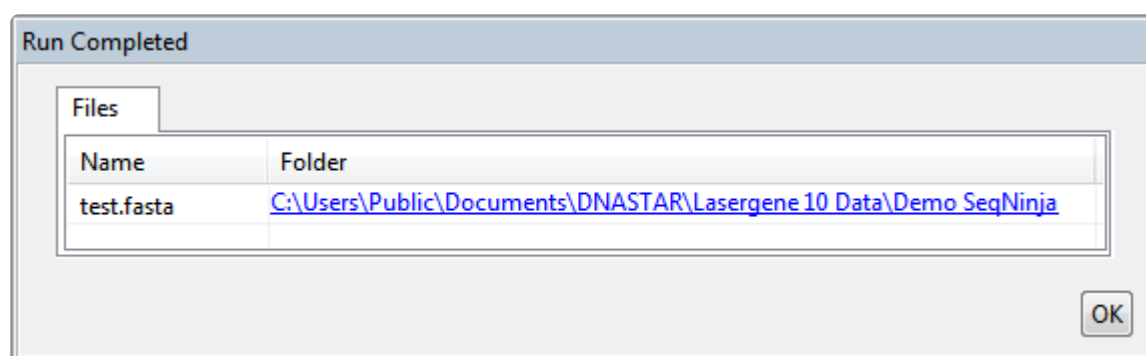 Run Completed
Files
Name Folder
test.fasta C:\Users\Public\Documents\DNASTAR\Lasergene 10 Data\Demo SeqNinja
OK